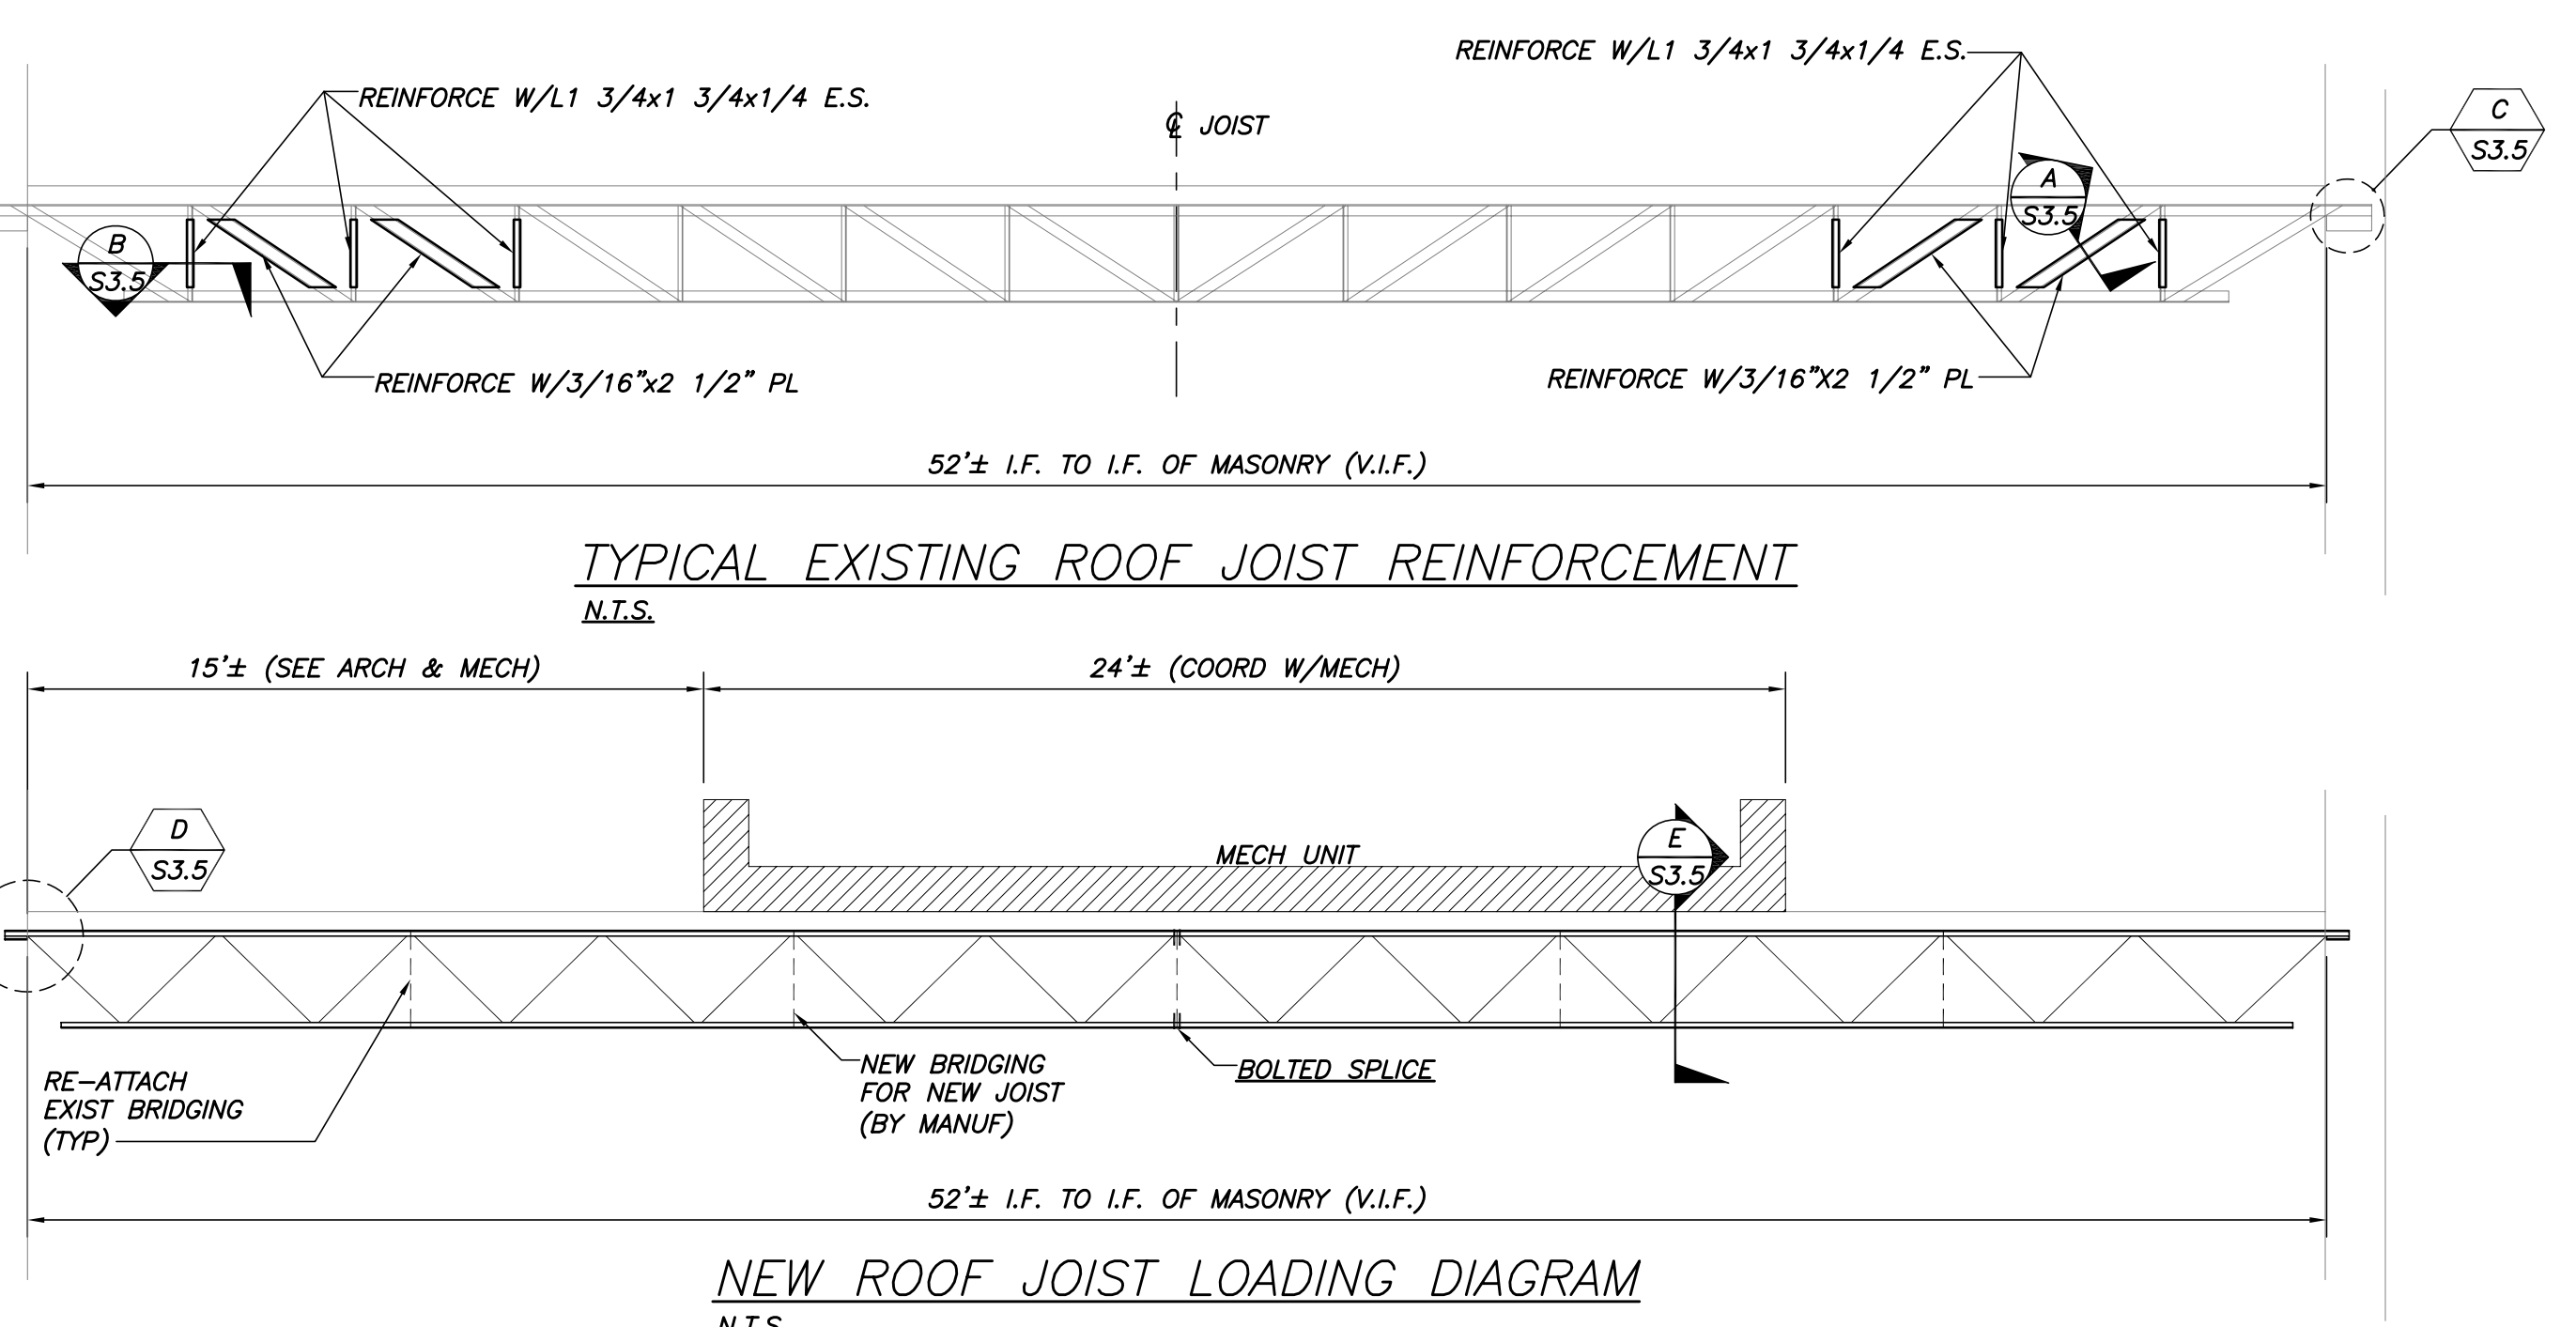 REINFORCE W/L1 3/4x1 3/4x1/4 E.S.
REINFORCE W/L1 3/4x1 3/4x1/4 E.S.
℄ JOIST
C
S3.5
A
S3.5
B
S3.5
REINFORCE W/3/16"x2 1/2" PL
REINFORCE W/3/16"X2 1/2" PL
52'± I.F. TO I.F. OF MASONRY (V.I.F.)
TYPICAL EXISTING ROOF JOIST REINFORCEMENT
N.T.S.
15'± (SEE ARCH & MECH)
24'± (COORD W/MECH)
D
S3.5
MECH UNIT
E
S3.5
RE-ATTACH
EXIST BRIDGING
(TYP)
NEW BRIDGING
FOR NEW JOIST
(BY MANUF)
BOLTED SPLICE
52'± I.F. TO I.F. OF MASONRY (V.I.F.)
NEW ROOF JOIST LOADING DIAGRAM
N.T.S.